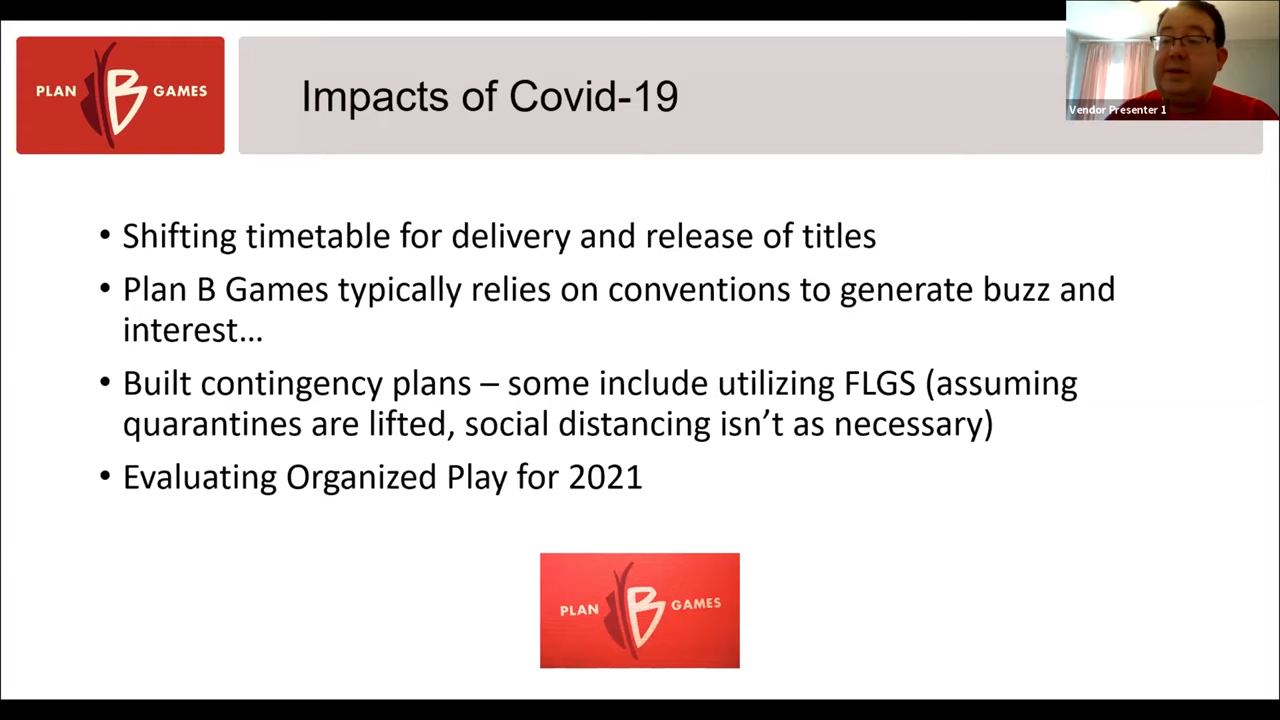 PLAN B GAMES
Impacts of Covid-19
Vendor Presenter 1
• Shifting timetable for delivery and release of titles
• Plan B Games typically relies on conventions to generate buzz and
interest…
• Built contingency plans – some include utilizing FLGS (assuming
quarantines are lifted, social distancing isn’t as necessary)
• Evaluating Organized Play for 2021
PLAN B GAMES